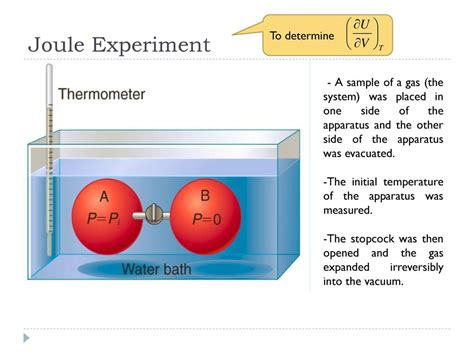 Joule Experiment
To determine (∂U/∂V)T
Thermometer
A
B
P=Pi
P=0
Water bath
- A sample of a gas (the
system) was placed in
one side of the
apparatus and the other
side of the apparatus
was evacuated.
-The initial temperature
of the apparatus was
measured.
-The stopcock was then
opened and the gas
expanded irreversibly
into the vacuum.